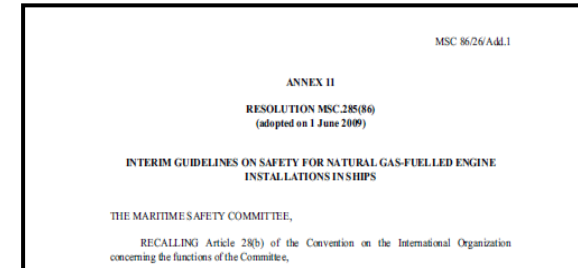 MSC 86/26/Add.1
ANNEX 11
RESOLUTION MSC.285(86)
(adopted on 1 June 2009)
INTERIM GUIDELINES ON SAFETY FOR NATURAL GAS-FUELLED ENGINE
INSTALLATIONS IN SHIPS
THE MARITIME SAFETY COMMITTEE,
RECALLING Article 28(b) of the Convention on the International Organization
concerning the functions of the Committee,